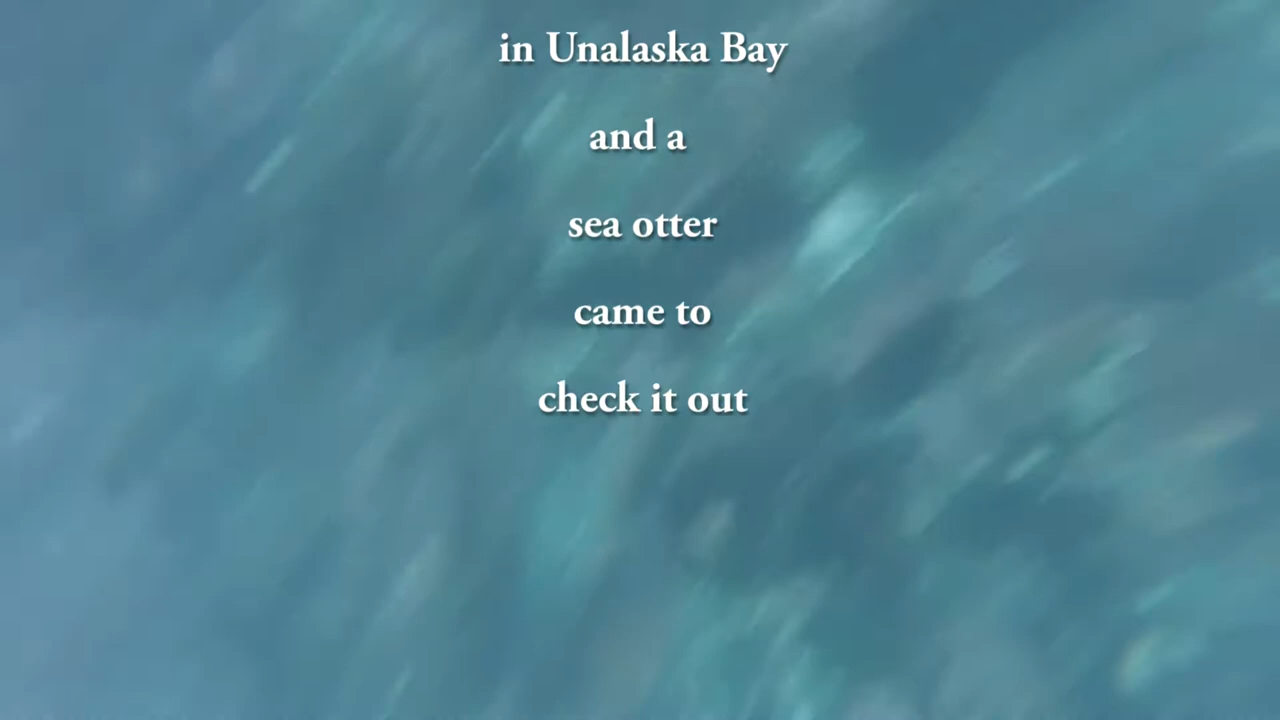 in Unalaska Bay
and a
sea otter
came to
check it out